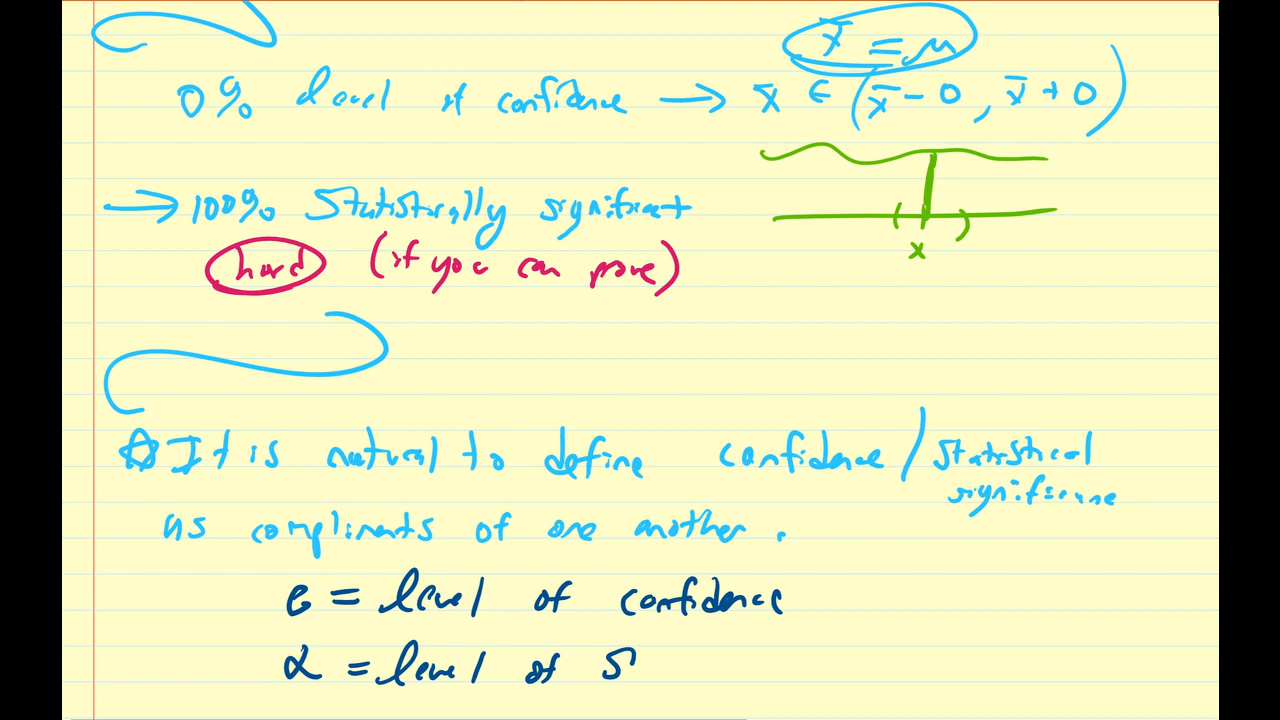 x̄ = μ
0% level of confidence → x̄ ∈ (x̄ - 0, x̄ + 0)
→ 100% Statistically significant
hard (if you can prove)
x
☆ It is natural to define confidence / statistical significance
as compliments of one another.
c = level of confidence
α = level of S